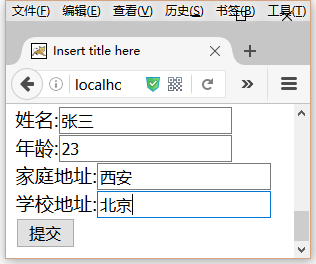 文件(F) 编辑(E) 查看(V) 历史(S) 书签(B) 工具(T)
Insert title here
localhc
姓名:张三
年龄:23
家庭地址:西安
学校地址:北京
提交